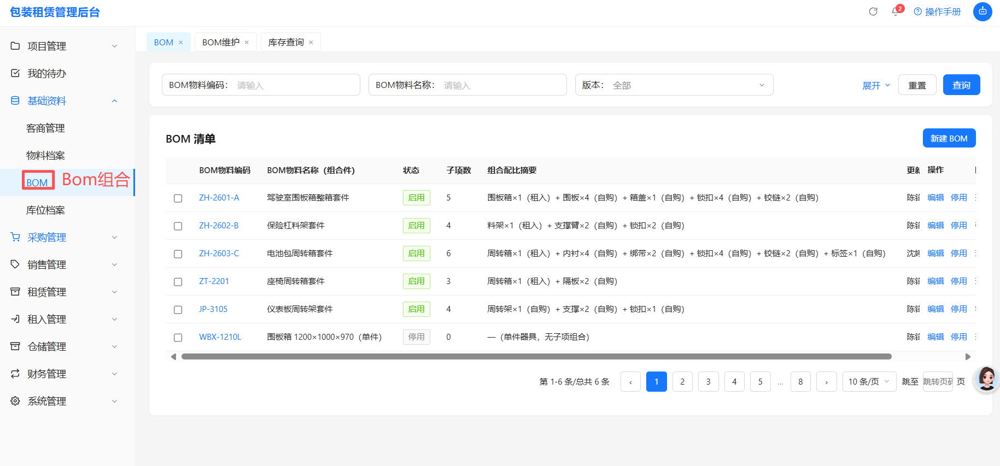 包装租赁管理后台
2
操作手册
项目管理
我的待办
基础资料
客商管理
物料档案
BOM
Bom组合
库位档案
采购管理
销售管理
租赁管理
租入管理
仓储管理
财务管理
系统管理
BOM ×
BOM维护 ×
库存查询 ×
BOM物料编码： 请输入
BOM物料名称： 请输入
版本： 全部
展开
重置
查询
BOM 清单
新建 BOM
BOM物料编码 BOM物料名称（组合件） 状态 子项数 组合配比摘要 更新 操作
ZH-2601-A 驾驶室围板箱整箱套件 启用 5 围板箱×1（租入）+ 围板×4（自购）+ 箱盖×1（自购）+ 锁扣×4（自购）+ 铰链×2（自购） 陈锋 编辑 停用
ZH-2602-B 保险杠料架套件 启用 4 料架×1（租入）+ 支撑臂×2（自购）+ 锁扣×2（自购） 陈锋 编辑 停用
ZH-2603-C 电池包周转箱套件 启用 6 周转箱×1（租入）+ 内衬×4（自购）+ 绑带×2（自购）+ 锁扣×4（自购）+ 铰链×2（自购）+ 标签×1（自购） 沈婷 编辑 停用
ZT-2201 座椅周转箱套件 启用 3 周转箱×1（租入）+ 隔板×2（自购） 陈锋 编辑 停用
JP-3105 仪表板周转架套件 启用 4 周转架×1（自购）+ 支撑×2（自购）+ 锁扣×1（自购） 陈锋 编辑 停用
WBX-1210L 围板箱 1200×1000×970（单件） 停用 0 —（单件器具，无子项组合） 陈锋 编辑 停用
第 1-6 条/总共 6 条 ‹ 1 2 3 4 5 ... 8 › 10 条/页 跳至 跳转页码 页